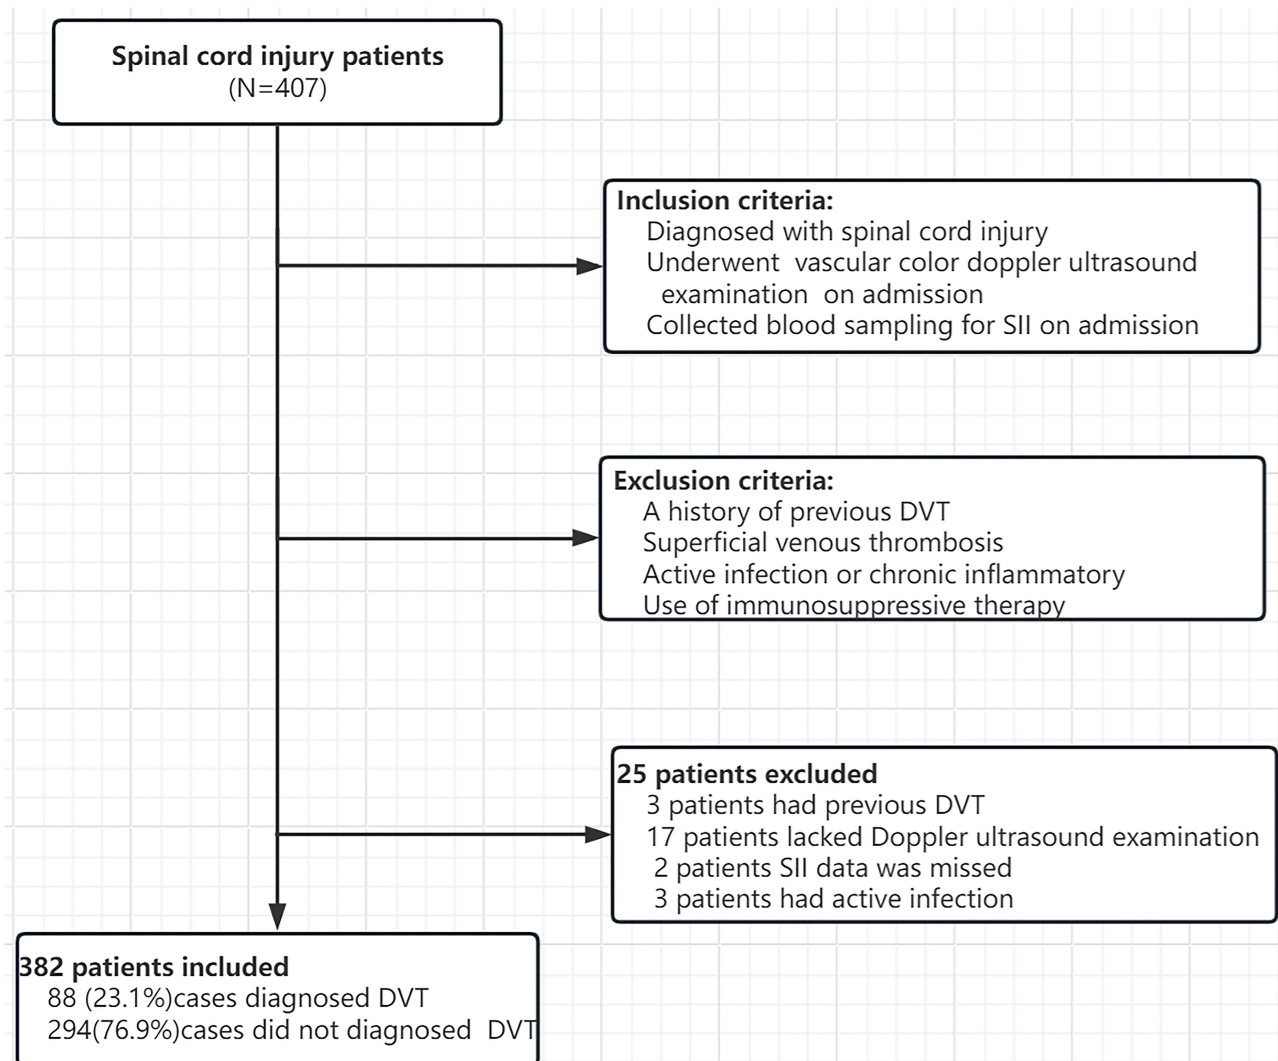 Spinal cord injury patients
(N=407)
Inclusion criteria:
Diagnosed with spinal cord injury
Underwent vascular color doppler ultrasound
examination on admission
Collected blood sampling for SII on admission
Exclusion criteria:
A history of previous DVT
Superficial venous thrombosis
Active infection or chronic inflammatory
Use of immunosuppressive therapy
25 patients excluded
3 patients had previous DVT
17 patients lacked Doppler ultrasound examination
2 patients SII data was missed
3 patients had active infection
382 patients included
88 (23.1%)cases diagnosed DVT
294(76.9%)cases did not diagnosed DVT